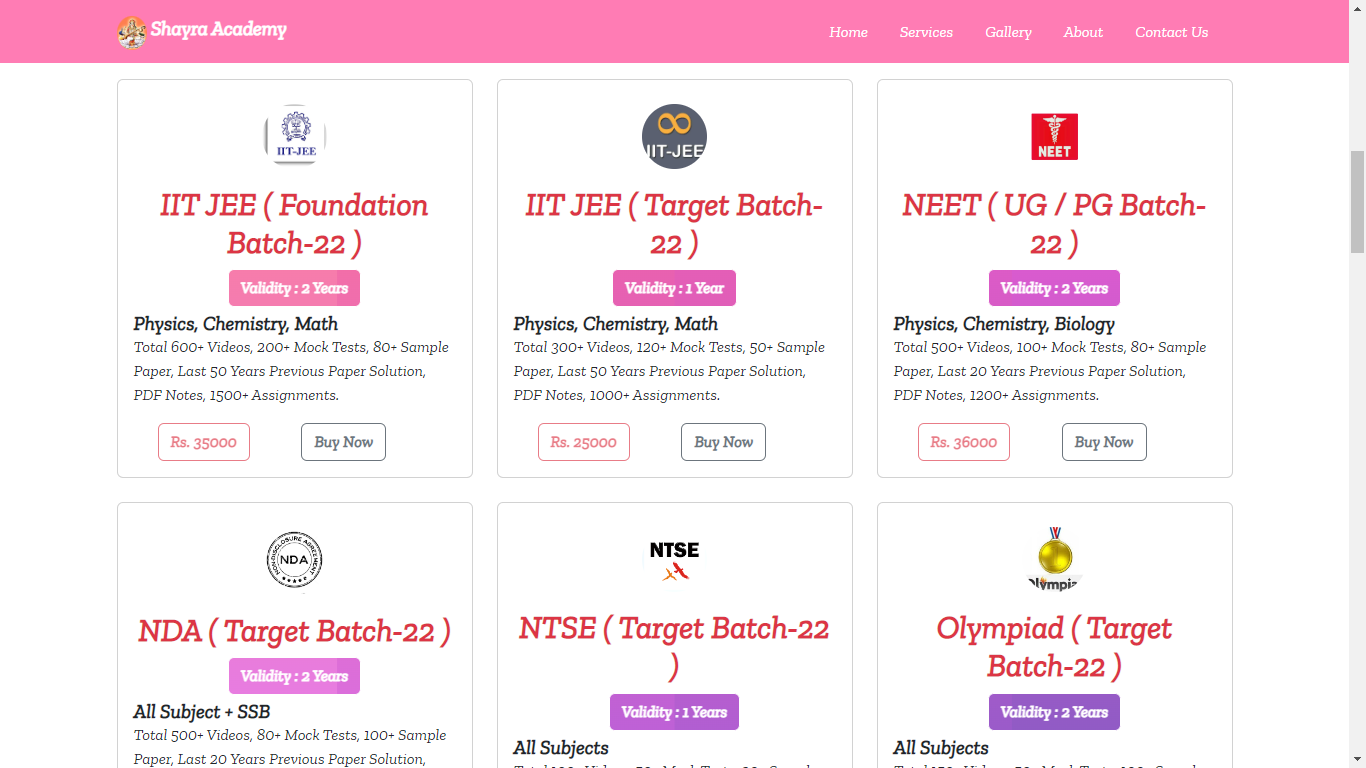 Shayra Academy
Home Services Gallery About Contact Us
IIT-JEE
IIT JEE ( Foundation
Batch-22 )
Validity : 2 Years
Physics, Chemistry, Math
Total 600+ Videos, 200+ Mock Tests, 80+ Sample
Paper, Last 50 Years Previous Paper Solution,
PDF Notes, 1500+ Assignments.
Rs. 35000 Buy Now
IIT-JEE
IIT JEE ( Target Batch-
22 )
Validity : 1 Year
Physics, Chemistry, Math
Total 300+ Videos, 120+ Mock Tests, 50+ Sample
Paper, Last 50 Years Previous Paper Solution,
PDF Notes, 1000+ Assignments.
Rs. 25000 Buy Now
NEET
NEET ( UG / PG Batch-
22 )
Validity : 2 Years
Physics, Chemistry, Biology
Total 500+ Videos, 100+ Mock Tests, 80+ Sample
Paper, Last 20 Years Previous Paper Solution,
PDF Notes, 1200+ Assignments.
Rs. 36000 Buy Now
NON-DISCLOSURE AGREEMENT
NDA
NDA ( Target Batch-22 )
Validity : 2 Years
All Subject + SSB
Total 500+ Videos, 80+ Mock Tests, 100+ Sample
Paper, Last 20 Years Previous Paper Solution,
NTSE
NTSE ( Target Batch-22
)
Validity : 1 Years
All Subjects
Olympiad ( Target
Batch-22 )
Validity : 2 Years
All Subjects